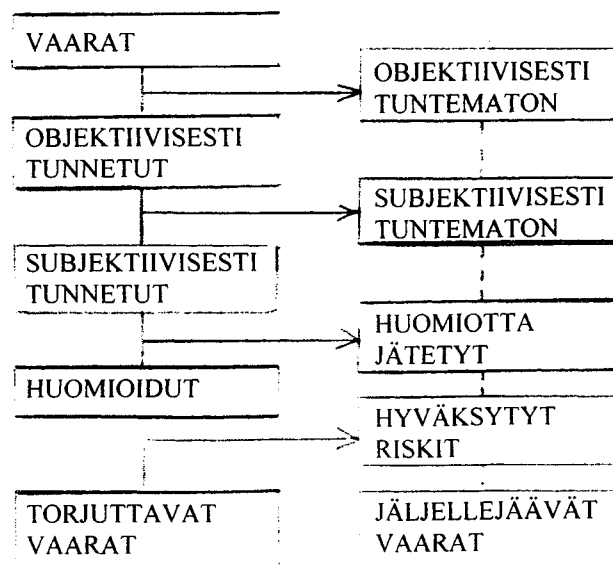 VAARAT
OBJEKTIIVISESTI
TUNTEMATON
OBJEKTIIVISESTI
TUNNETUT
SUBJEKTIIVISESTI
TUNTEMATON
SUBJEKTIIVISESTI
TUNNETUT
HUOMIOTTA
JÄTETYT
HUOMIOIDUT
HYVÄKSYTYT
RISKIT
TORJUTTAVAT
VAARAT
JÄLJELLEJÄÄVÄT
VAARAT